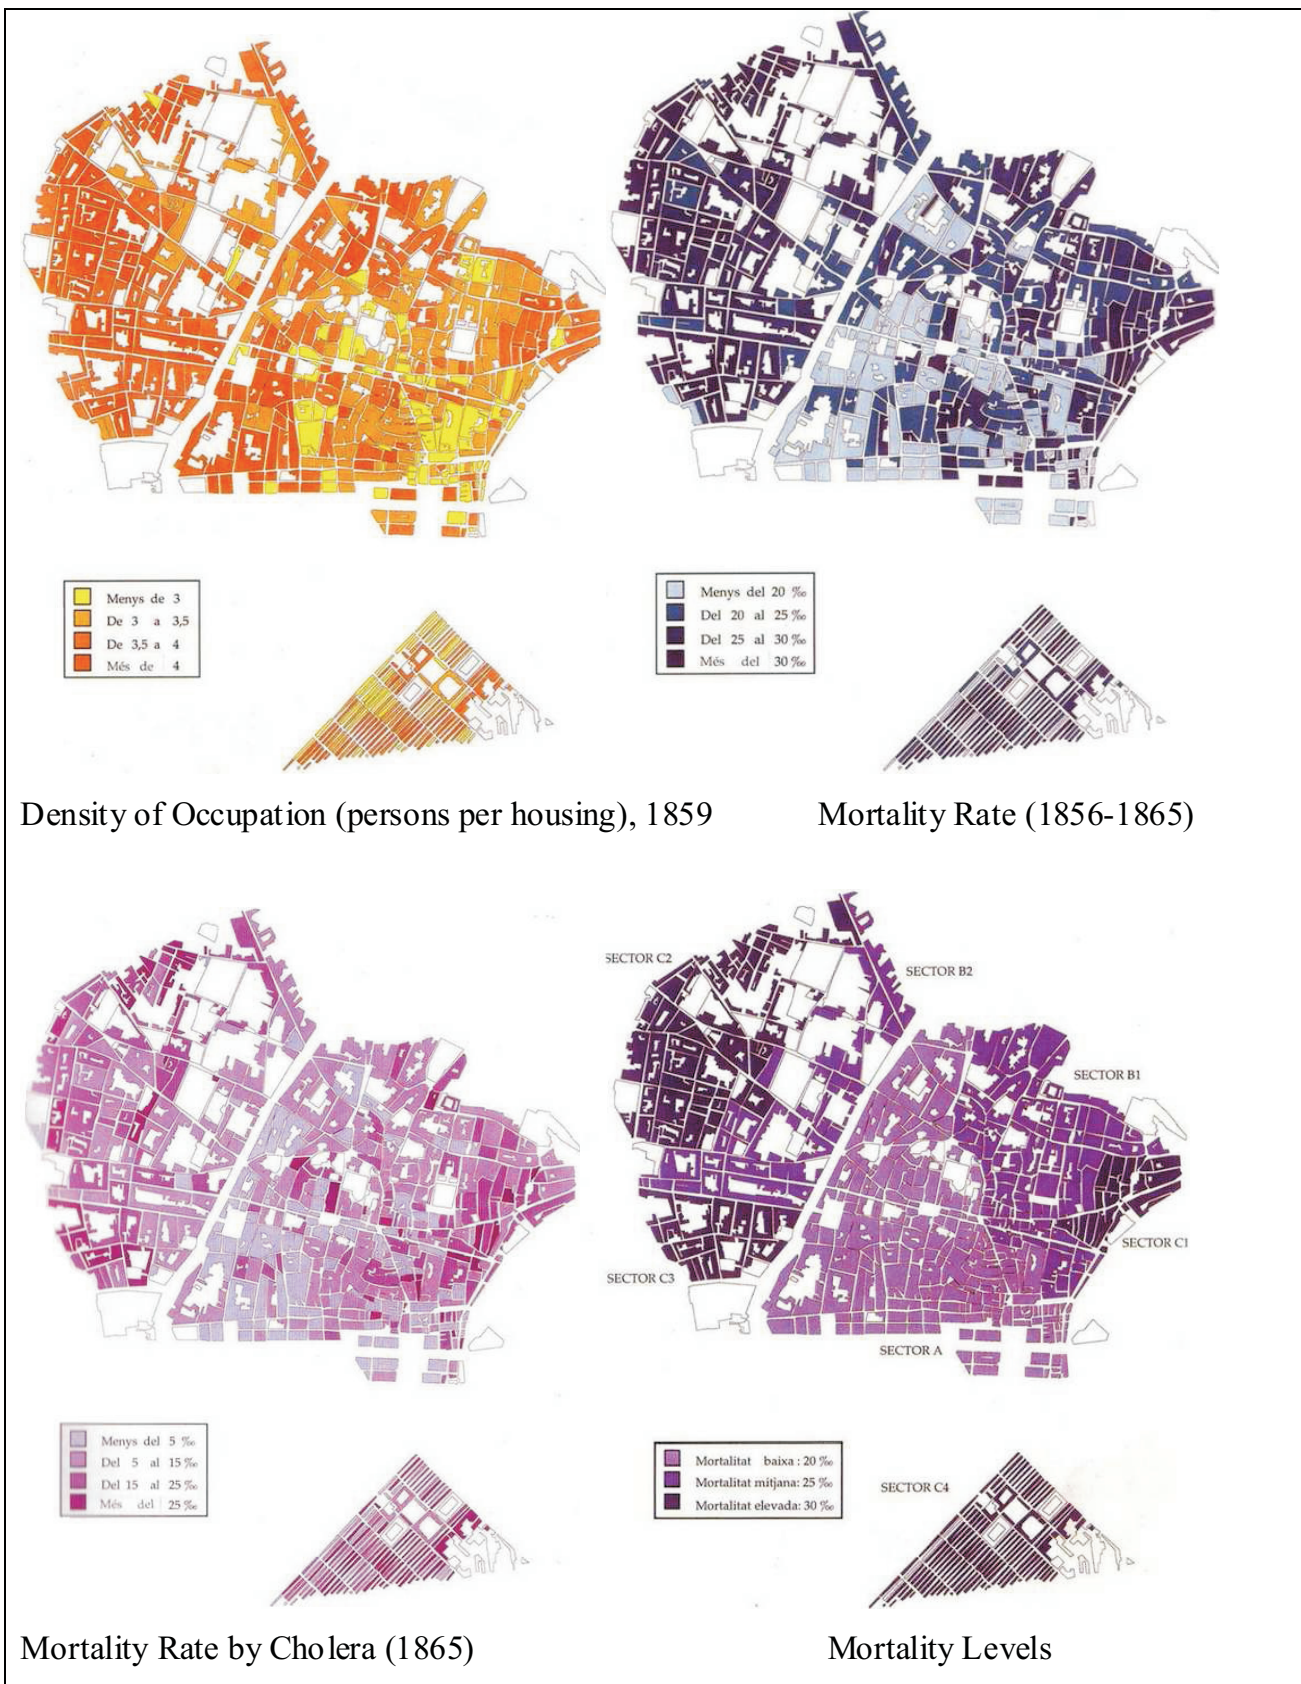 Menys de 3
De 3 a 3,5
De 3,5 a 4
Més de 4
Menys del 20 ‰
Del 20 al 25 ‰
Del 25 al 30 ‰
Més del 30 ‰
Density of Occupation (persons per housing), 1859
Mortality Rate (1856-1865)
SECTOR C2
SECTOR B2
SECTOR B1
SECTOR C1
SECTOR C3
SECTOR A
Menys del 5 ‰
Del 5 al 15 ‰
Del 15 al 25 ‰
Més del 25 ‰
Mortalitat baixa: 20 ‰
Mortalitat mitjana: 25 ‰
Mortalitat elevada: 30 ‰
SECTOR C4
Mortality Rate by Cholera (1865)
Mortality Levels